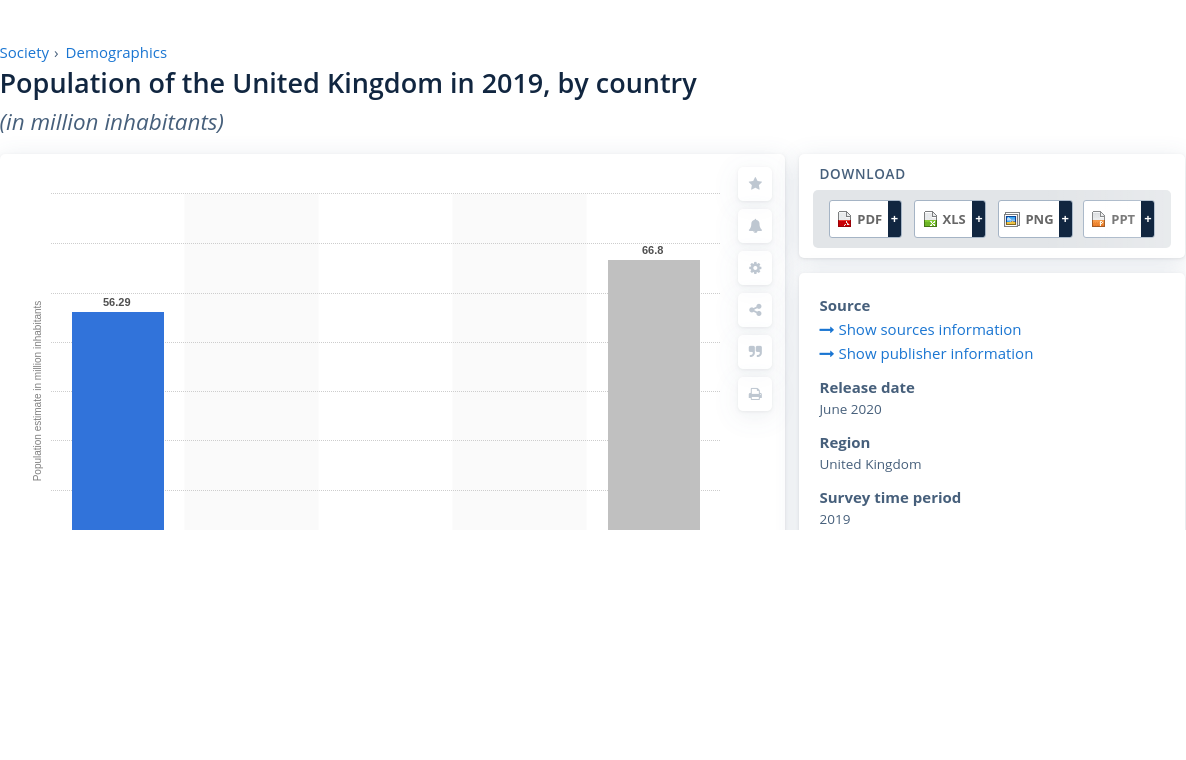 Society › Demographics
Population of the United Kingdom in 2019, by country
(in million inhabitants)
66.8
56.29
Population estimate in million inhabitants
DOWNLOAD
PDF + XLS + PNG + PPT +
Source
Show sources information
Show publisher information
Release date
June 2020
Region
United Kingdom
Survey time period
2019